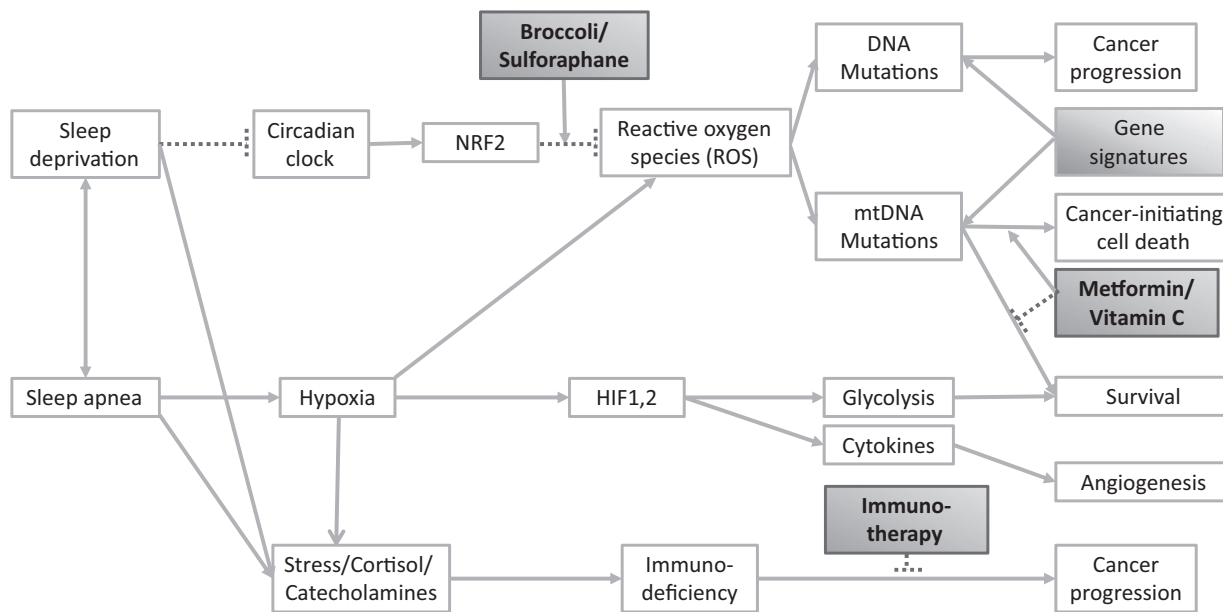 Broccoli/
Sulforaphane
DNA
Mutations
Cancer
progression
Sleep
deprivation
Circadian
clock
NRF2
Reactive oxygen
species (ROS)
Gene
signatures
mtDNA
Mutations
Cancer-initiating
cell death
Metformin/
Vitamin C
Sleep apnea
Hypoxia
HIF1,2
Glycolysis
Survival
Cytokines
Angiogenesis
Immuno-
therapy
Stress/Cortisol/
Catecholamines
Immuno-
deficiency
Cancer
progression